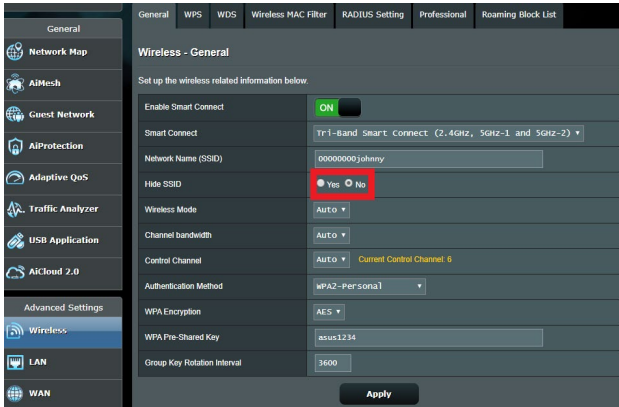 General WPS WDS Wireless MAC Filter RADIUS Setting Professional Roaming Block List
General
Network Map
AiMesh
Guest Network
AiProtection
Adaptive QoS
Traffic Analyzer
USB Application
AiCloud 2.0
Advanced Settings
Wireless
LAN
WAN
Wireless - General
Set up the wireless related information below.
Enable Smart Connect ON
Smart Connect Tri-Band Smart Connect (2.4GHz, 5GHz-1 and 5GHz-2)
Network Name (SSID) 00000000johnny
Hide SSID Yes No
Wireless Mode Auto
Channel bandwidth Auto
Control Channel Auto Current Control Channel: 6
Authentication Method WPA2-Personal
WPA Encryption AES
WPA Pre-Shared Key asus1234
Group Key Rotation Interval 3600
Apply